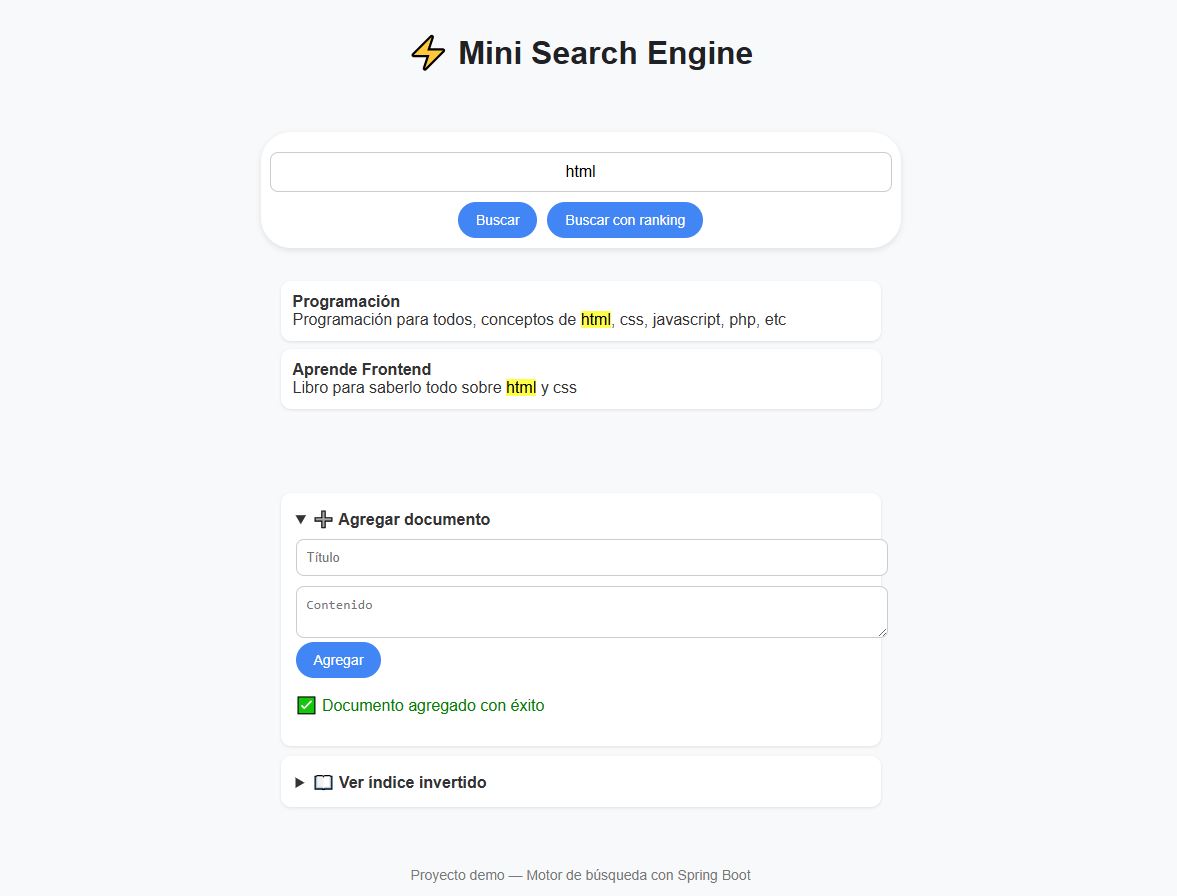 ⚡ Mini Search Engine
html
Buscar Buscar con ranking
Programación
Programación para todos, conceptos de html, css, javascript, php, etc
Aprende Frontend
Libro para saberlo todo sobre html y css
▼ ➕ Agregar documento
Título
Contenido
Agregar
✅ Documento agregado con éxito
▶ 📖 Ver índice invertido
Proyecto demo — Motor de búsqueda con Spring Boot